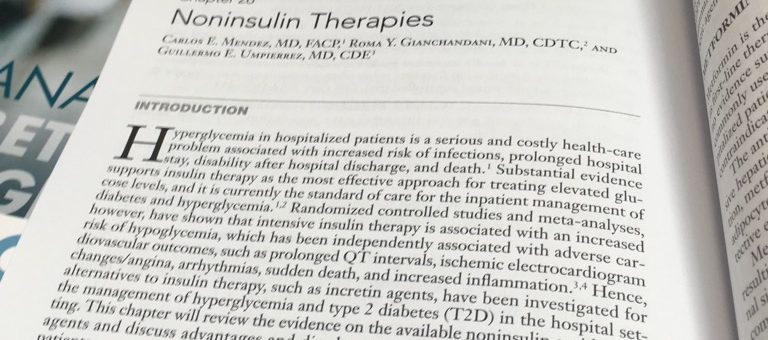 Noninsulin Therapies
CARLOS E. MENDEZ, MD, FACP,¹ ROMA Y. GIANCHANDANI, MD, CDTC,² AND
GUILLERMO E. UMPIERREZ, MD, CDE³
INTRODUCTION
Hyperglycemia in hospitalized patients is a serious and costly health-care
problem associated with increased risk of infections, prolonged hospital
stay, disability after hospital discharge, and death.¹ Substantial evidence
supports insulin therapy as the most effective approach for treating elevated glu-
cose levels, and it is currently the standard of care for the inpatient management of
diabetes and hyperglycemia.¹,² Randomized controlled studies and meta-analyses,
however, have shown that intensive insulin therapy is associated with an increased
risk of hypoglycemia, which has been independently associated with adverse car-
diovascular outcomes, such as prolonged QT intervals, ischemic electrocardiogram
changes/angina, arrhythmias, sudden death, and increased inflammation.³,⁴ Hence,
alternatives to insulin therapy, such as incretin agents, have been investigated for
the management of hyperglycemia and type 2 diabetes (T2D) in the hospital set-
ting. This chapter will review the evidence on the available noninsulin
agents and discuss advantages and